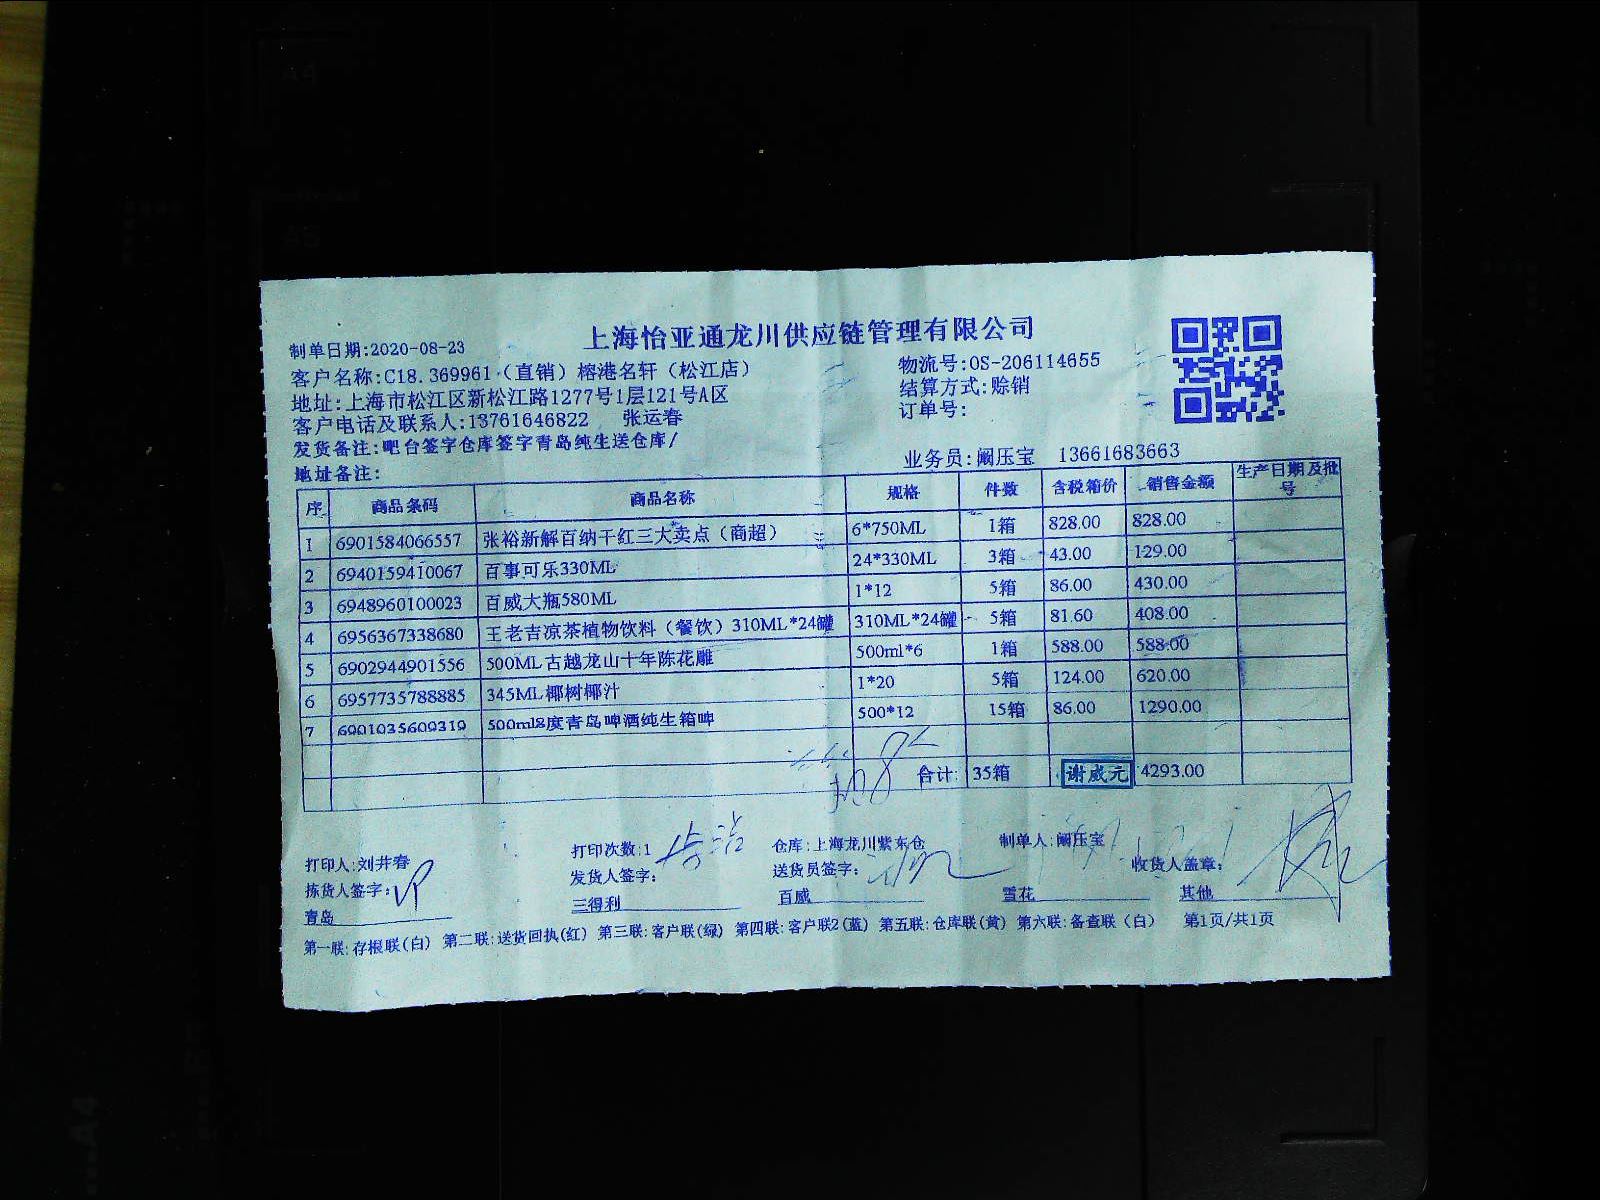 上海怡亚通龙川供应链管理有限公司
制单日期:2020-08-23
客户名称:C18.369961 (直销) 榕港名轩 (松江店)
物流号:OS-206114655
地址:上海市松江区新松江路1277号1层121号A区
结算方式:赊销
客户电话及联系人:13761646822 张运春
订单号:
发货备注:吧台签字仓库签字青岛纯生送仓库/
地址备注:
业务员:阚压宝 13661683663
序 商品条码 商品名称 规格 件数 含税箱价 销售金额 生产日期及批号
1 6901584066557 张裕新解百纳干红三大卖点 (商超) 6*750ML 1箱 828.00 828.00
2 6940159410067 百事可乐330ML 24*330ML 3箱 43.00 129.00
3 6948960100023 百威大瓶580ML 1*12 5箱 86.00 430.00
4 6956367338680 王老吉凉茶植物饮料 (餐饮) 310ML*24罐 310ML*24罐 5箱 81.60 408.00
5 6902944901556 500ML古越龙山十年陈花雕 500ml*6 1箱 588.00 588.00
6 6957735788885 345ML椰树椰汁 1*20 5箱 124.00 620.00
7 6901035609319 500ml8度青岛啤酒纯生箱啤 500*12 15箱 86.00 1290.00
合计: 35箱 谢威元 4293.00
打印人:刘井春 打印次数:1 仓库:上海龙川紫东仓 制单人:阚压宝
拣货人签字: 发货人签字: 送货员签字: 收货人盖章:
青岛 三得利 百威 雪花 其他
第一联:存根联(白) 第二联:送货回执(红) 第三联:客户联(绿) 第四联:客户联2(蓝) 第五联:仓库联(黄) 第六联:备查联(白) 第1页/共1页